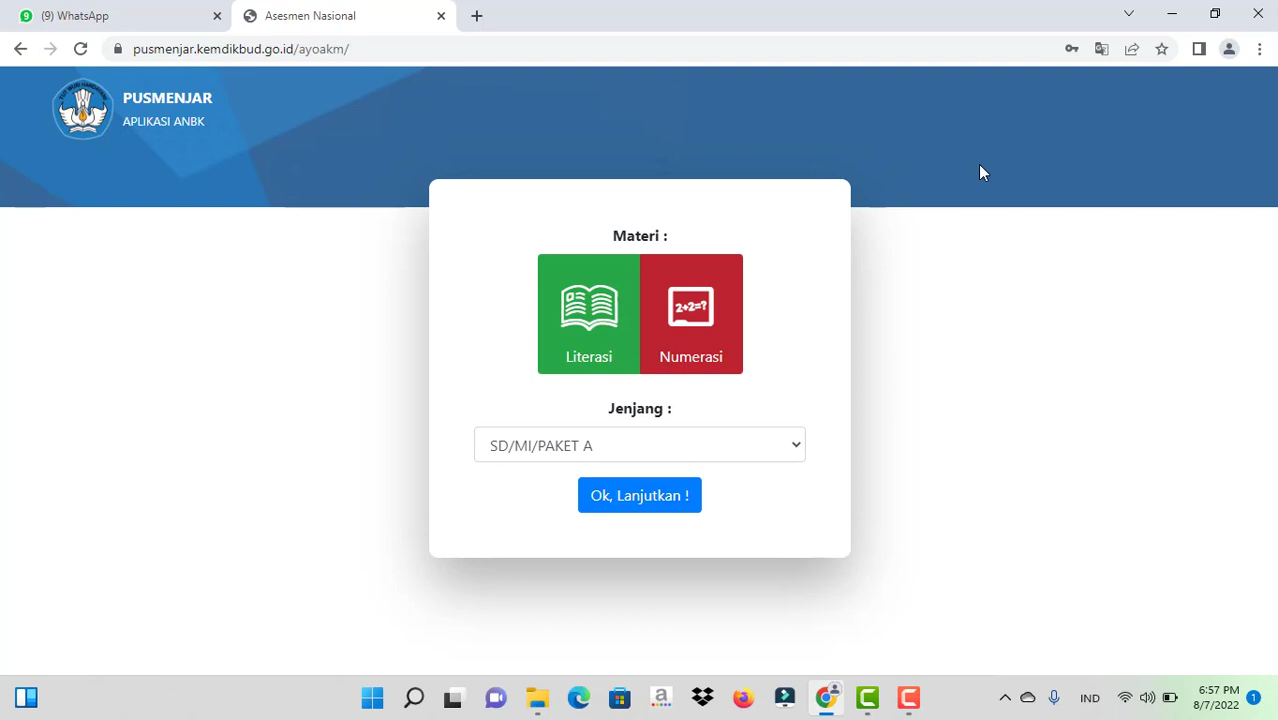 9
(9) WhatsApp
Asesmen Nasional
pusmenjar.kemdikbud.go.id/ayoakm/
PUSMENJAR
APLIKASI ANBK
Materi :
2+2=?
Literasi
Numerasi
Jenjang :
SD/MI/PAKET A
Ok, Lanjutkan !
a
C
C
IND
6:57 PM
8/7/2022
1